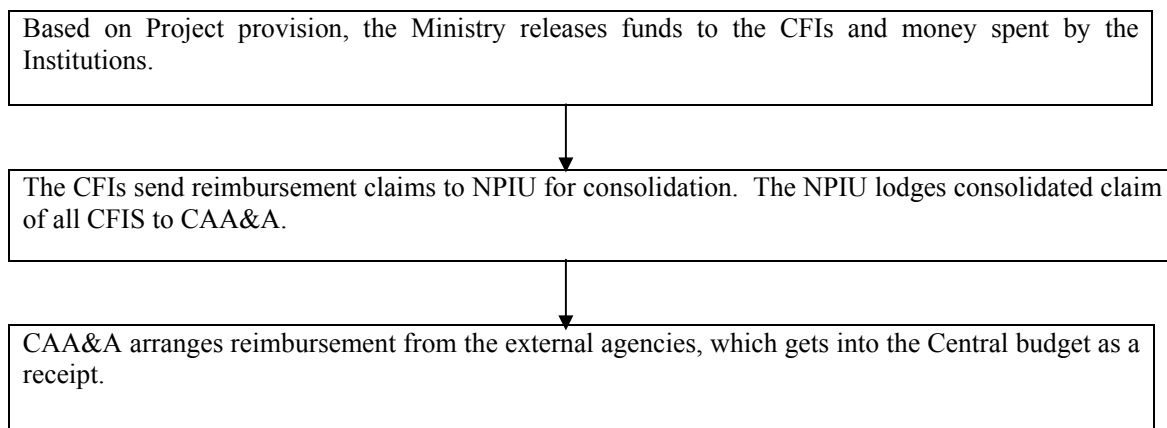 Based on Project provision, the Ministry releases funds to the CFIs and money spent by the
Institutions.
The CFIs send reimbursement claims to NPIU for consolidation. The NPIU lodges consolidated claim
of all CFIS to CAA&A.
CAA&A arranges reimbursement from the external agencies, which gets into the Central budget as a
receipt.